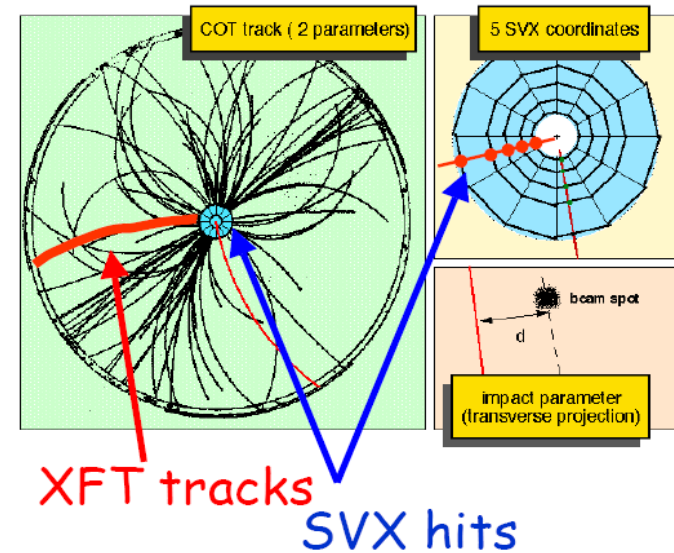 COT track ( 2 parameters)
5 SVX coordinates
beam spot
d
impact parameter
(transverse projection)
XFT tracks
SVX hits